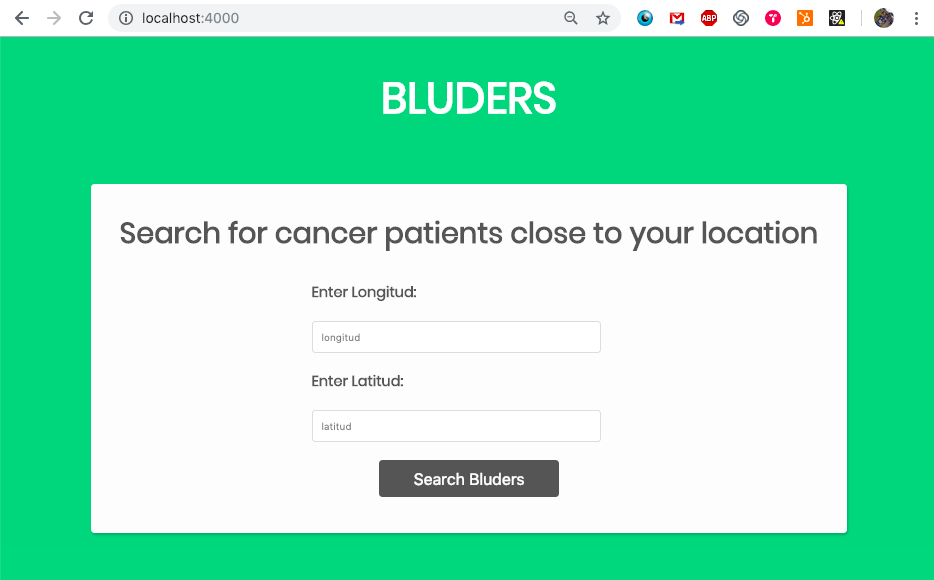 localhost:4000
ABP
BLUDERS
Search for cancer patients close to your location
Enter Longitud:
longitud
Enter Latitud:
latitud
Search Bluders